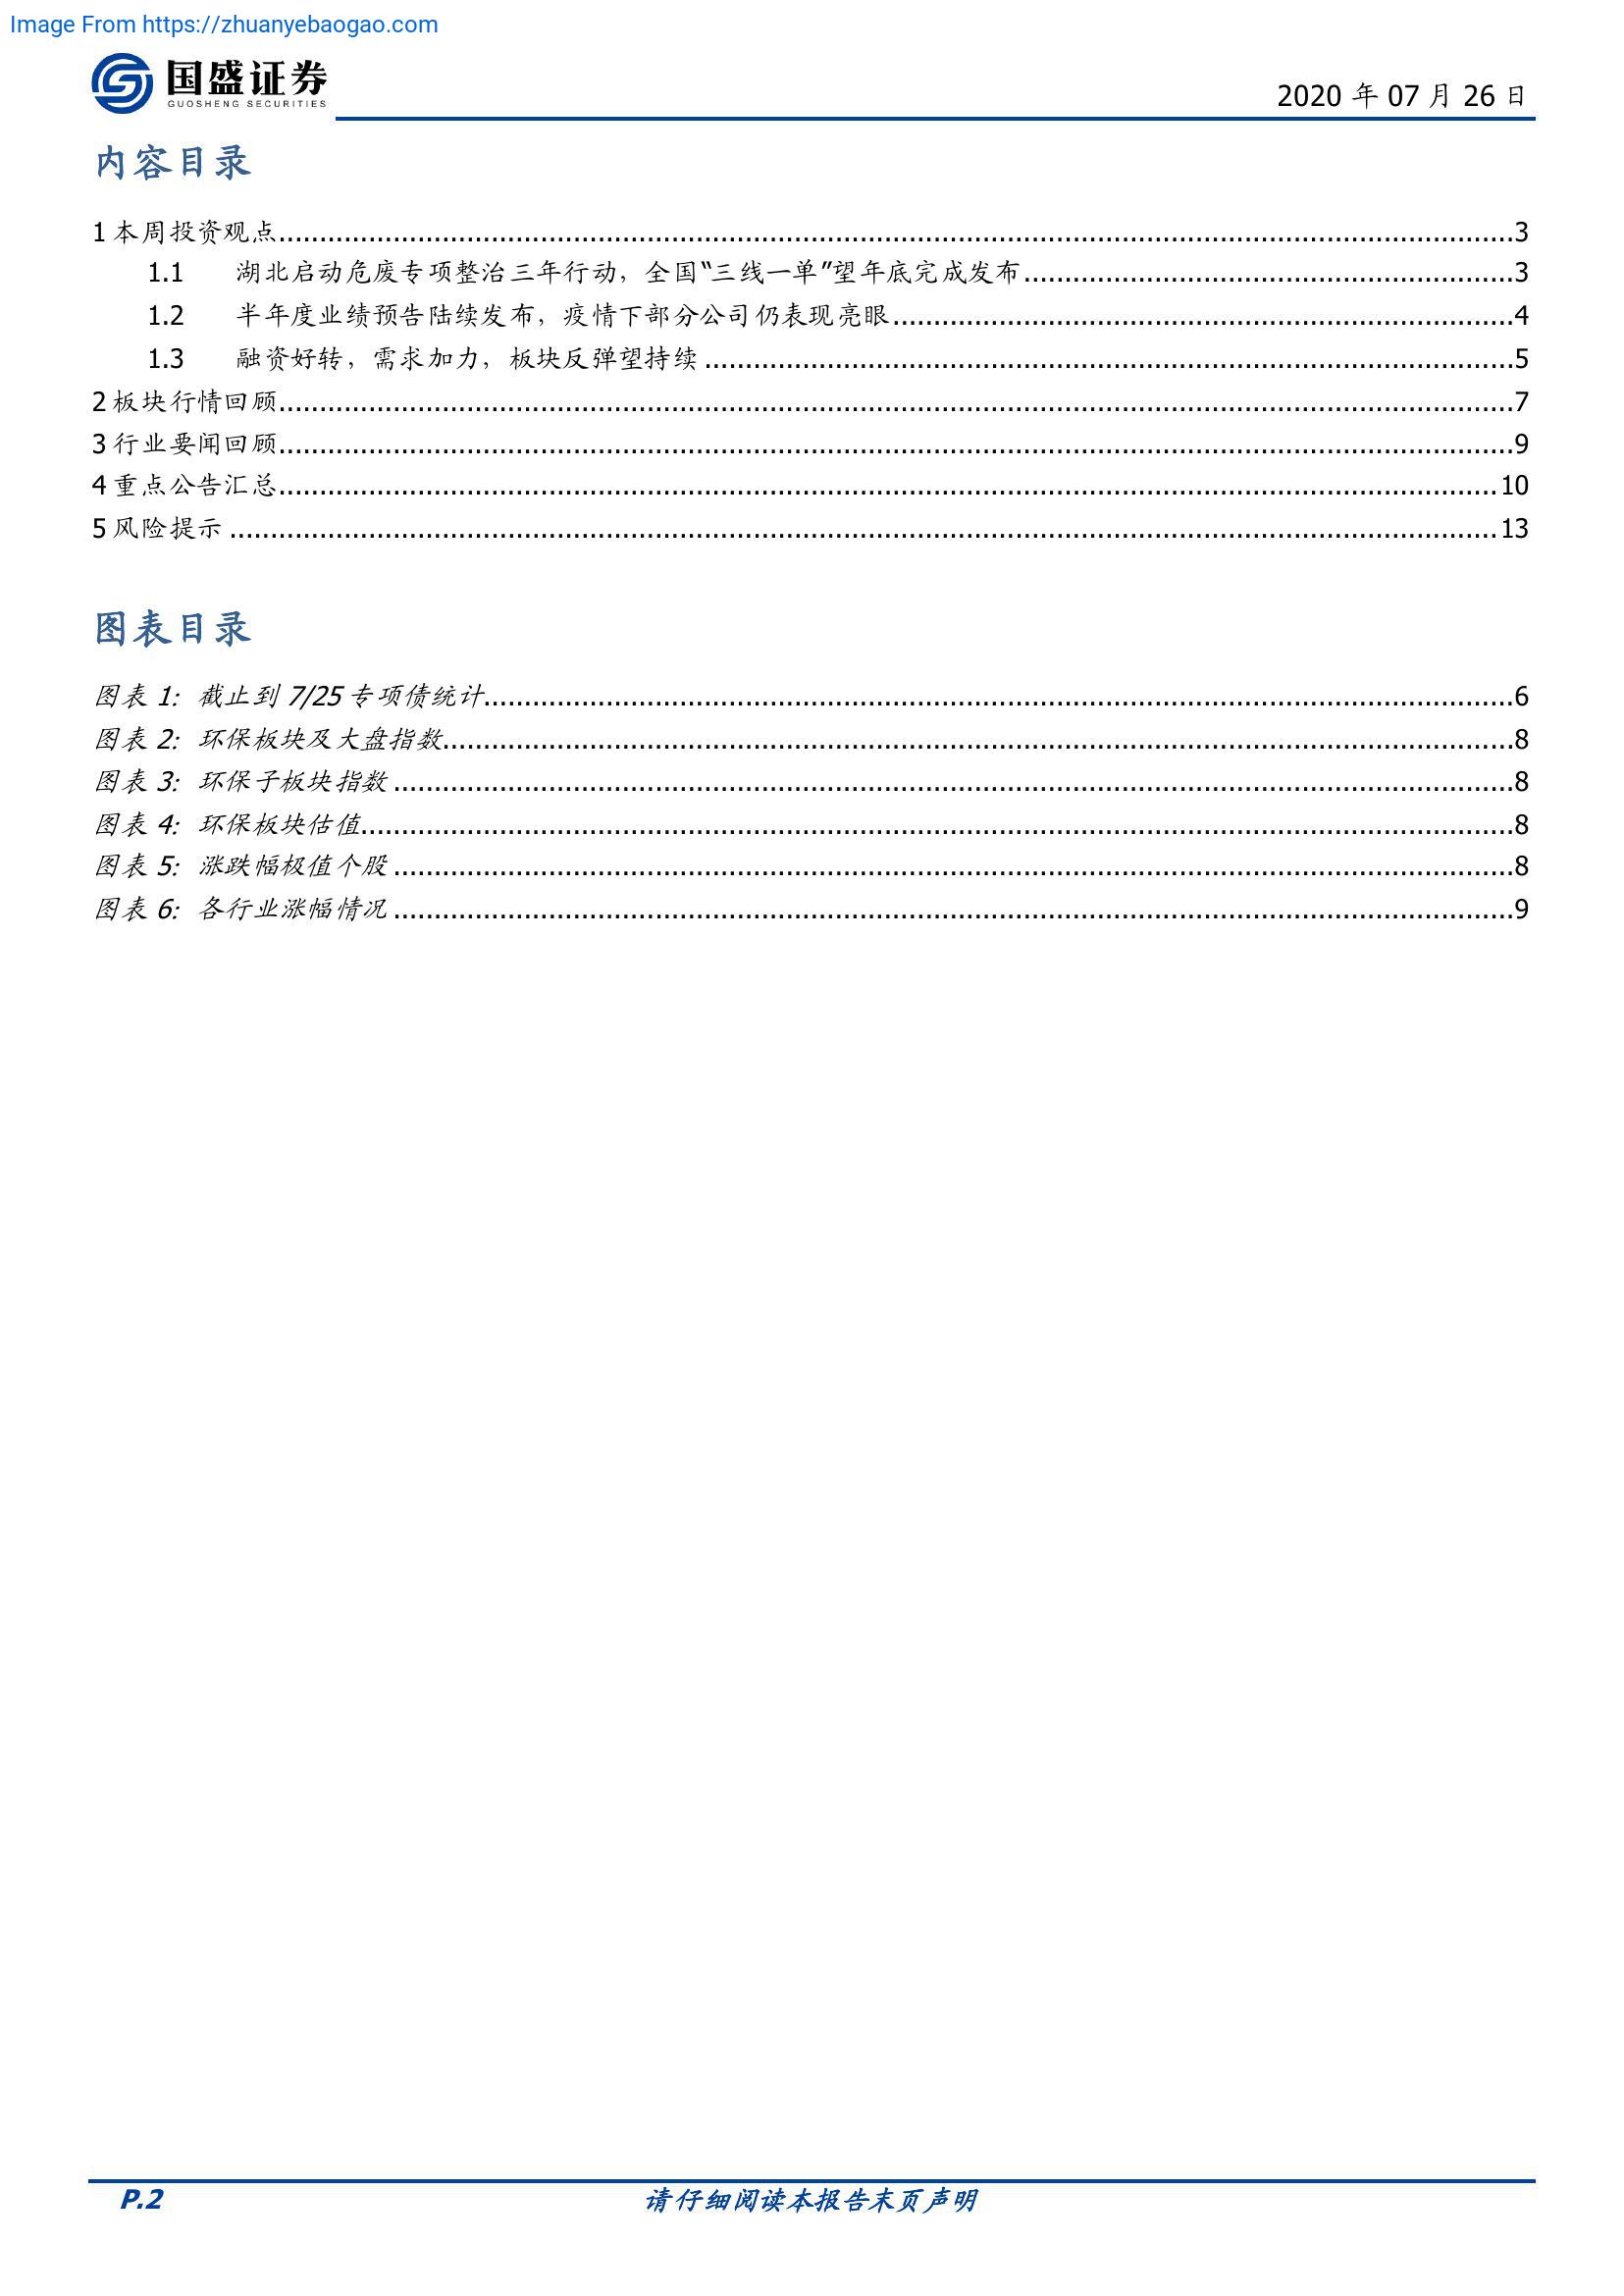 Image From https://zhuanyebaogao.com
国盛证券
GUOSHENG SECURITIES
2020 年 07 月 26 日
内容目录
1 本周投资观点......3
1.1 湖北启动危废专项整治三年行动，全国“三线一单”望年底完成发布......3
1.2 半年度业绩预告陆续发布，疫情下部分公司仍表现亮眼......4
1.3 融资好转，需求加力，板块反弹望持续......5
2 板块行情回顾......7
3 行业要闻回顾......9
4 重点公告汇总......10
5 风险提示......13
图表目录
图表 1: 截止到 7/25 专项债统计......6
图表 2: 环保板块及大盘指数......8
图表 3: 环保子板块指数......8
图表 4: 环保板块估值......8
图表 5: 涨跌幅极值个股......8
图表 6: 各行业涨幅情况......9
P.2 请仔细阅读本报告末页声明